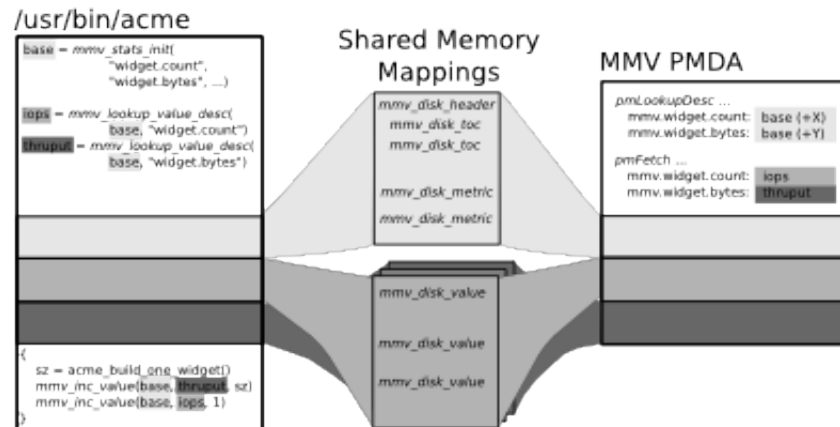 /usr/bin/acme
base = mmv_stats_init(
"widget.count",
"widget.bytes", ...)
iops = mmv_lookup_value_desc(
base, "widget.count")
thruput = mmv_lookup_value_desc(
base, "widget.bytes")
{
sz = acme_build_one_widget()
mmv_inc_value(base, thruput, sz)
mmv_inc_value(base, iops, 1)
}
Shared Memory
Mappings
mmv_disk_header
mmv_disk_toc
mmv_disk_toc
mmv_disk_metric
mmv_disk_metric
mmv_disk_value
mmv_disk_value
mmv_disk_value
MMV PMDA
pmLookupDesc ...
mmv.widget.count: base (+X)
mmv.widget.bytes: base (+Y)
pmFetch ...
mmv.widget.count: iops
mmv.widget.bytes: thruput